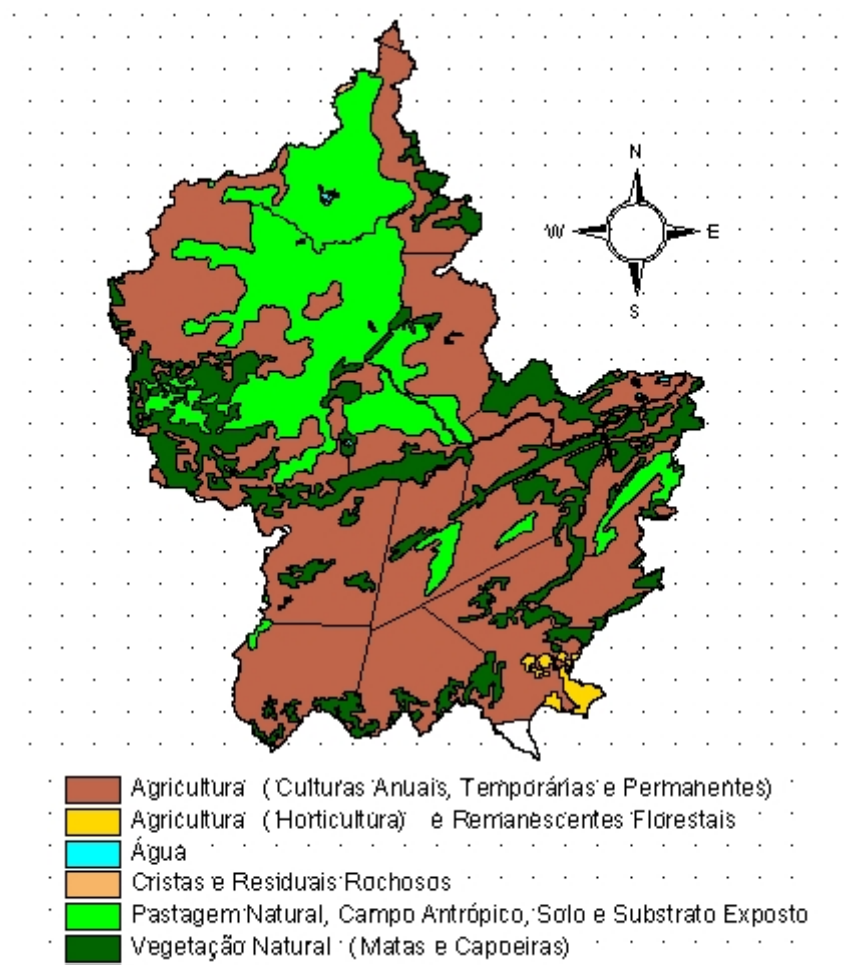 N
W E
S
Agricultura (Culturas Anuais, Temporárias e Permahentes)
Agricultura (Horticultura) e Remanescentes Florestais
Água
Cristas e Residuais Rochosos
Pastagem Natural, Campo Antrópico, Solo e Substrato Exposto
Vegetação Natural (Matas e Capoeiras)